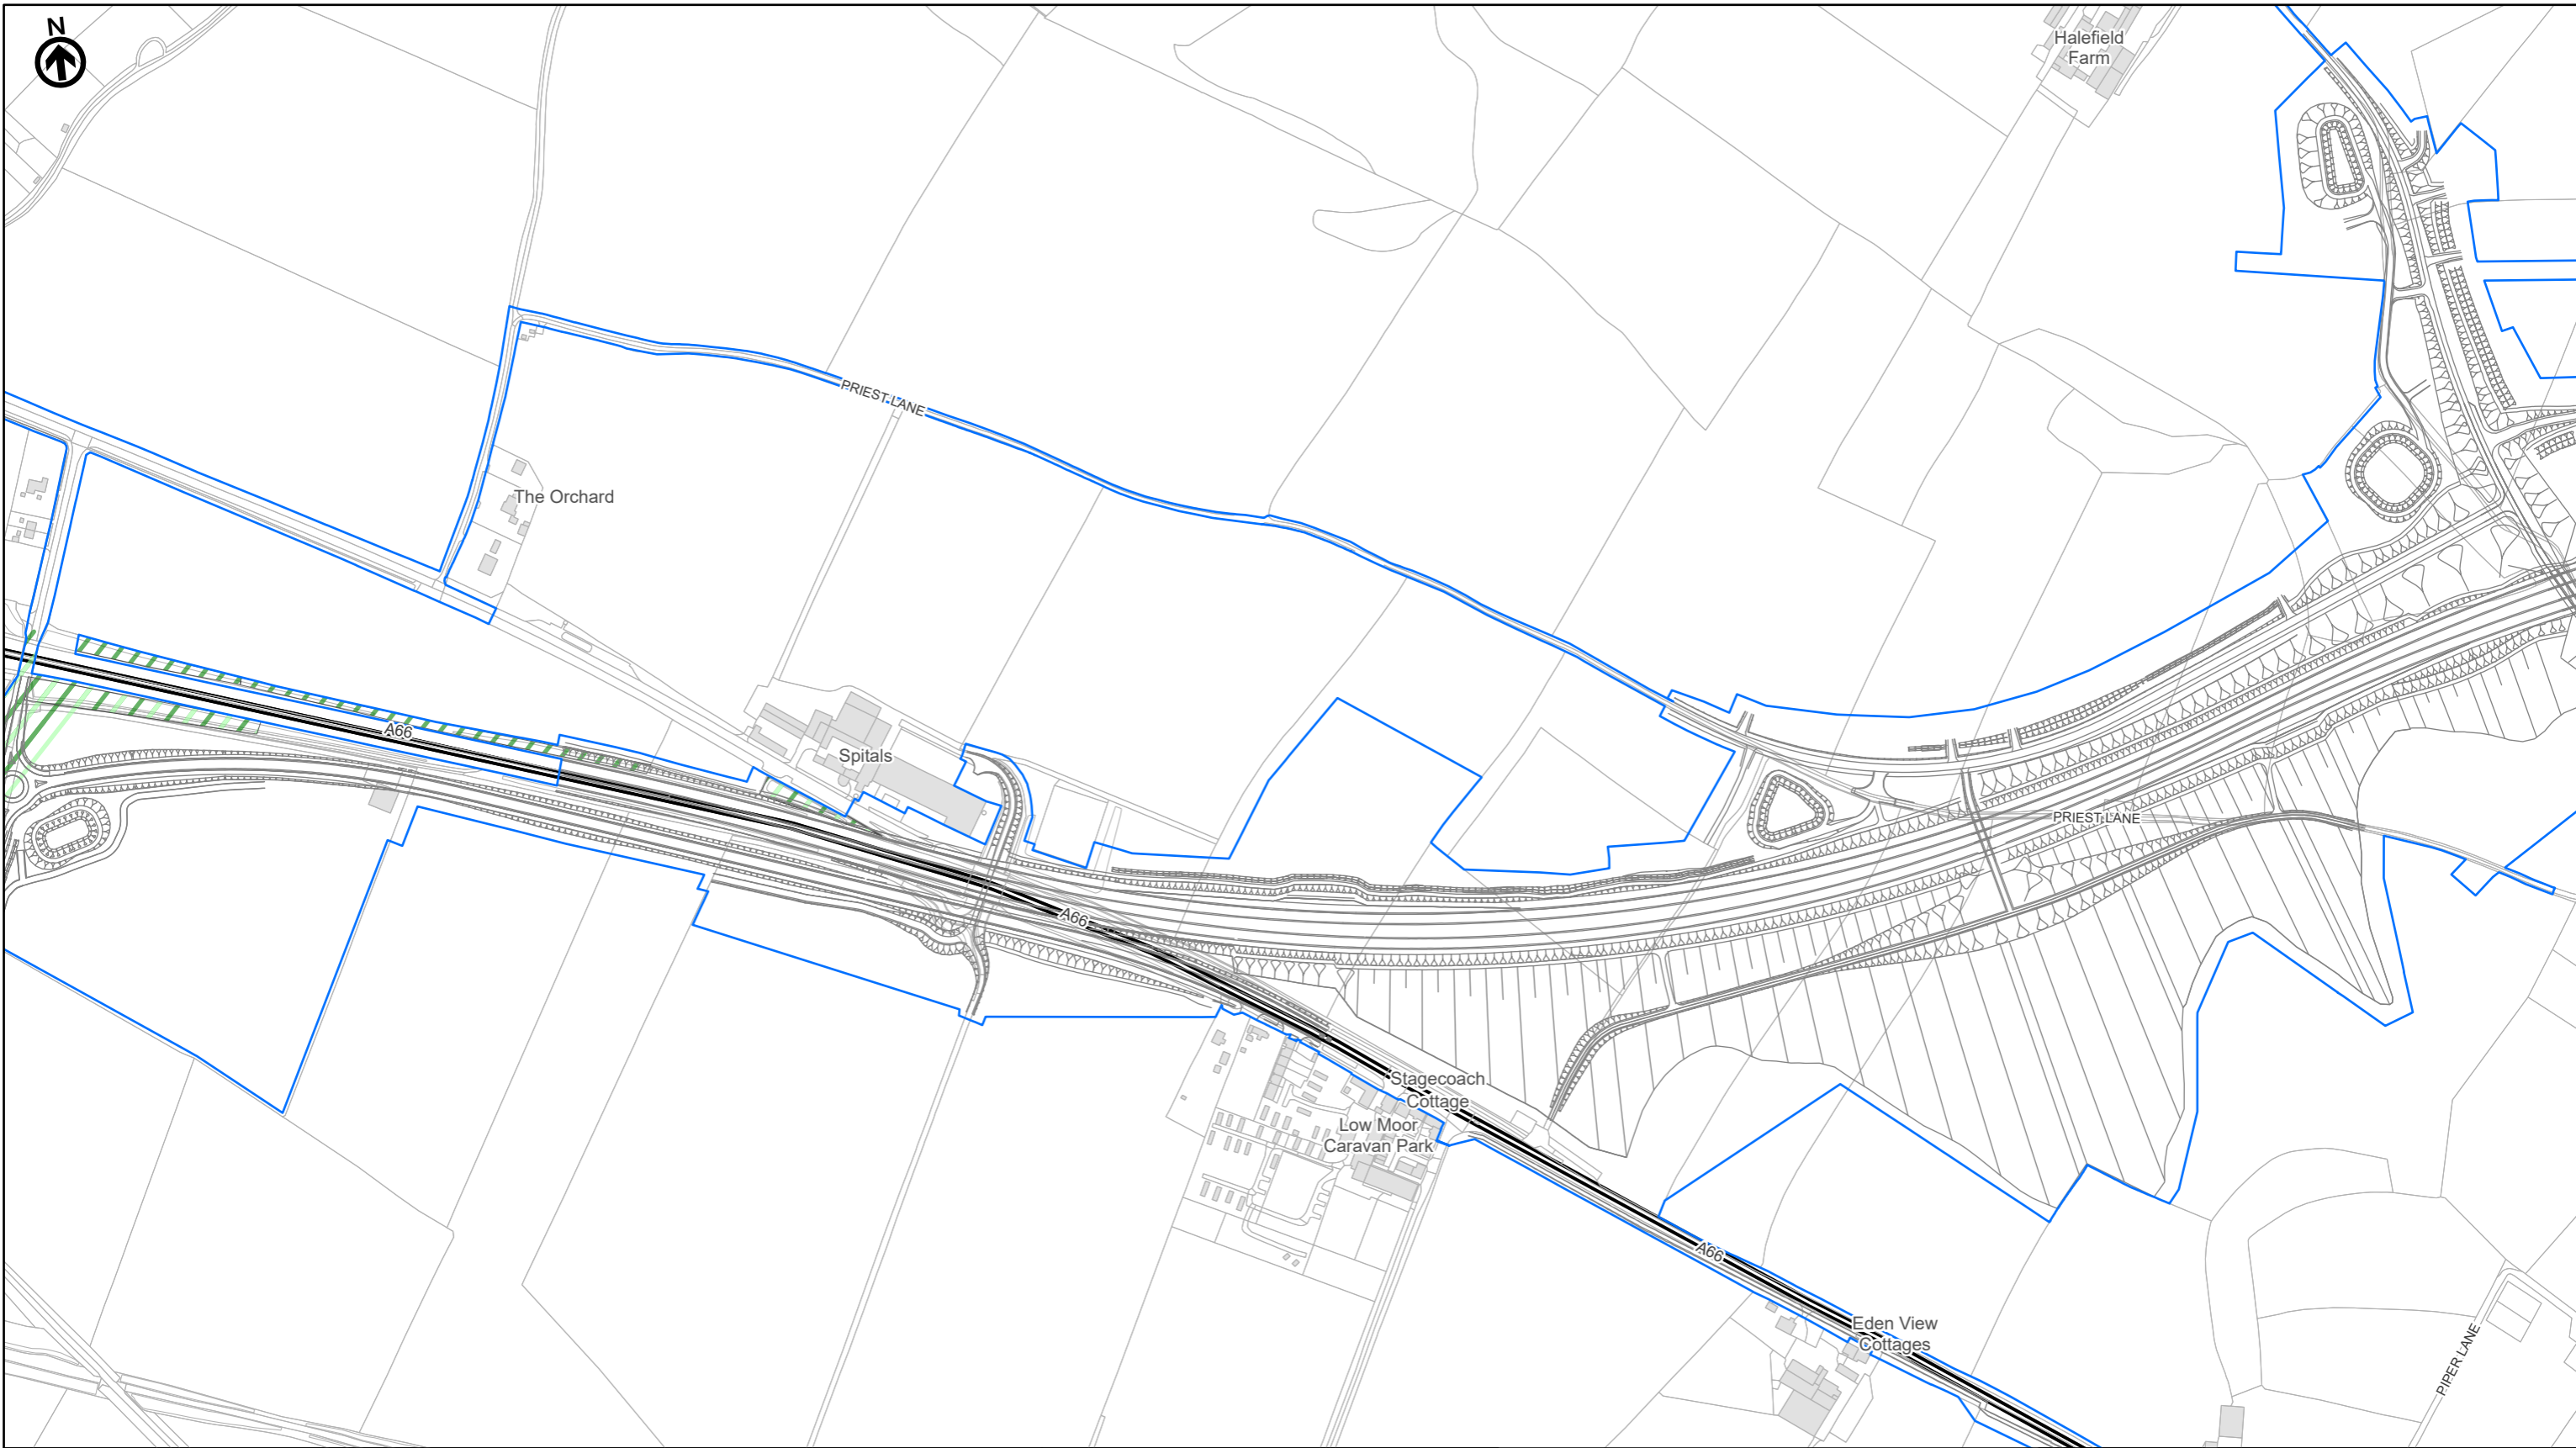 N
Halefield
Farm
PRIEST LANE
The Orchard
A66
Spitals
PRIEST LANE
A66
Stagecoach
Cottage
Low Moor
Caravan Park
A66
Eden View
Cottages
PIPER LANE